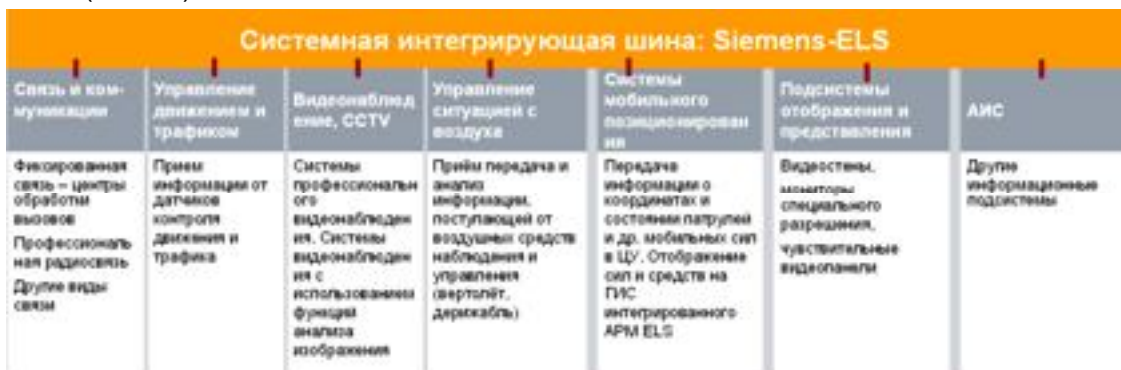 Системная интегрирующая шина: Siemens-ELS
Связь и ком-
муникации
Управление
движением и
трафиком
Видеонаблюд
ение, CCTV
Управление
ситуацией с
воздуха
Системы
мобильного
позиционирован
ия
Подсистемы
отображения и
представления
АИС
Фиксированная
связь – центры
обработки
вызовов
Профессиональ
ная радиосвязь
Другие виды
связи
Прием
информации от
датчиков
контроля
движения и
трафика
Системы
профессиональн
ого
видеонаблюден
ия. Системы
видеонаблюден
ия с
использованием
функций
анализа
изображения
Приём передача и
анализ
информации,
поступающей от
воздушных средств
наблюдения и
управления
(вертолёт,
дерижабль)
Передача
информации о
координатах и
состоянии патрулей
и др. мобильных сил
в ЦУ. Отображение
сил и средств на
ГИС
интегрированного
АРМ ELS
Видеостены,
мониторы
специального
разрешения,
чувствительные
видеопанели
Другие
информационные
подсистемы